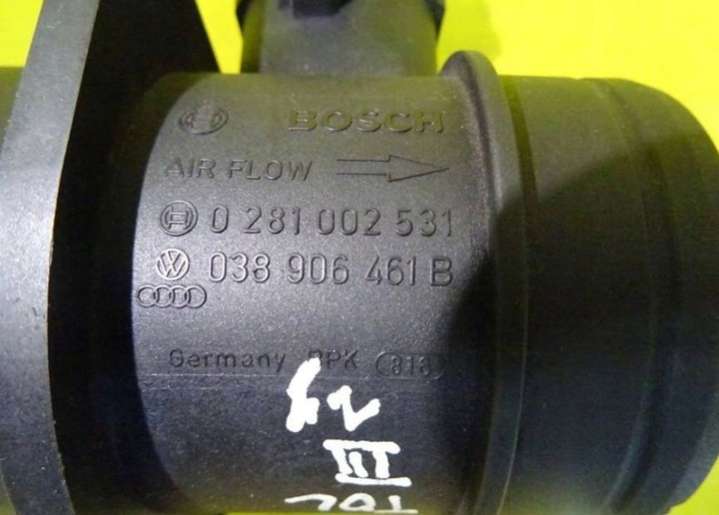 BOSCH
AIR FLOW
0 281 002 531
038 906 461 B
Germany